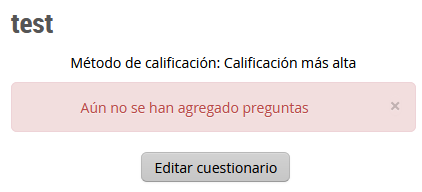 test
Método de calificación: Calificación más alta
Aún no se han agregado preguntas ×
Editar cuestionario